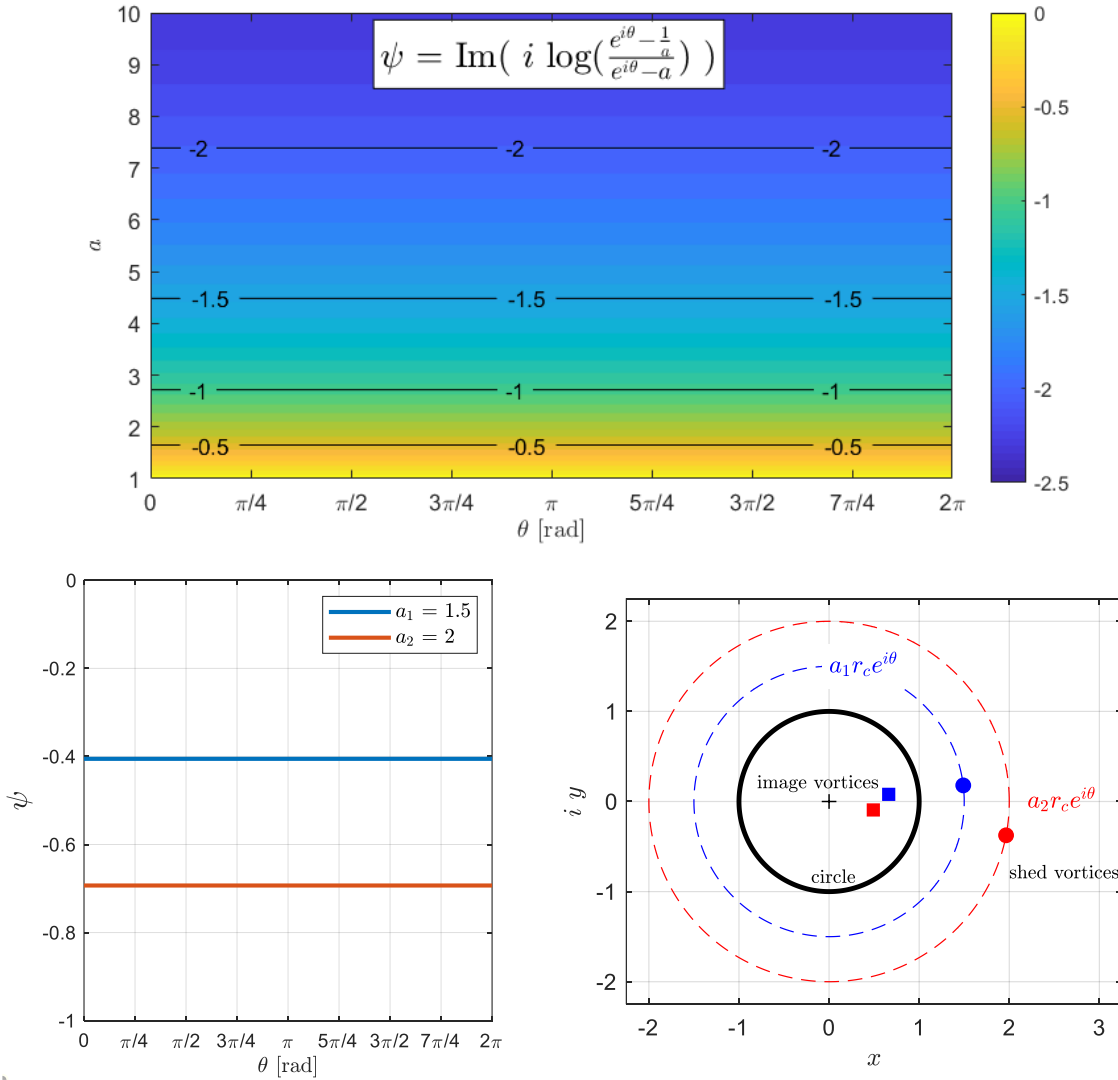 10
9
8
7
6
5
4
3
2
1
a
ψ = Im( i log( (e^{iθ} − 1/a) / (e^{iθ} − a) ) )
-2 -2 -2
-1.5 -1.5 -1.5
-1 -1 -1
-0.5 -0.5 -0.5
0 π/4 π/2 3π/4 π 5π/4 3π/2 7π/4 2π
θ [rad]
0
-0.5
-1
-1.5
-2
-2.5
0
-0.2
-0.4
-0.6
-0.8
-1
ψ
a₁ = 1.5
a₂ = 2
0 π/4 π/2 3π/4 π 5π/4 3π/2 7π/4 2π
θ [rad]
2
1
0
-1
-2
i y
a₁r_c e^{iθ}
image vortices
a₂r_c e^{iθ}
circle
shed vortices
-2 -1 0 1 2 3
x